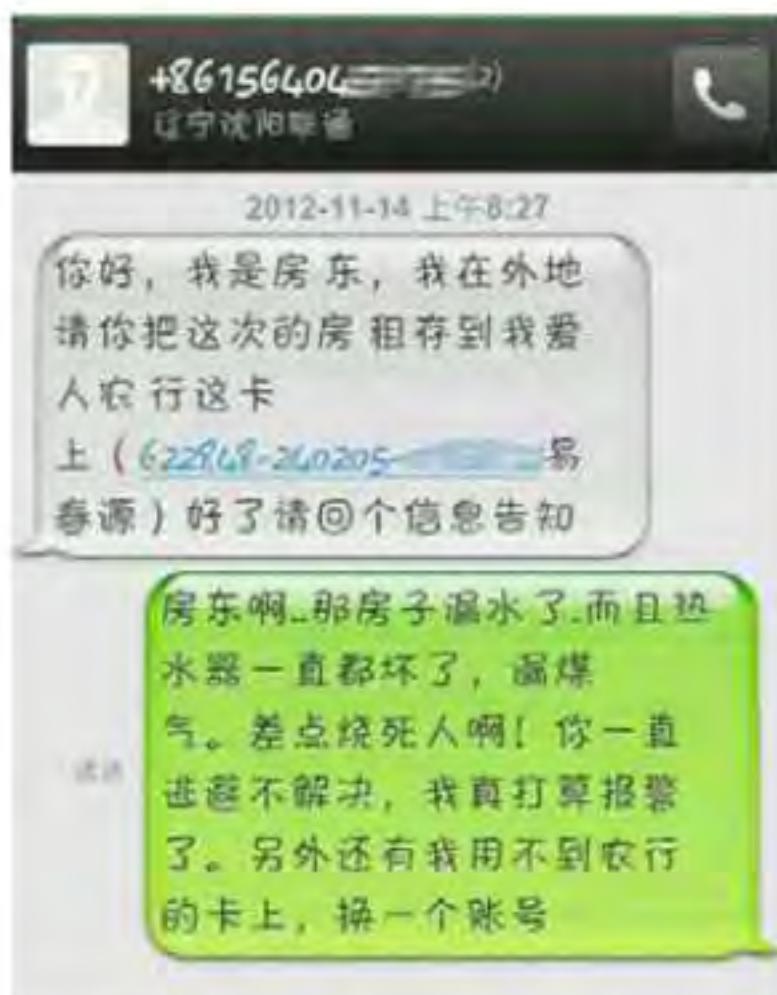 +86156404
辽宁沈阳联通
2012-11-14 上午8:27
你好，我是房东，我在外地
请你把这次的房租存到我爱
人农行这卡
上（622848-240205 易
春源）好了请回个信息告知
房东啊..那房子漏水了.而且热
水器一直都坏了，漏煤
气。差点烧死人啊！你一直
逃避不解决，我真打算报警
了。另外还有我用不到农行
的卡上，换一个账号
送达